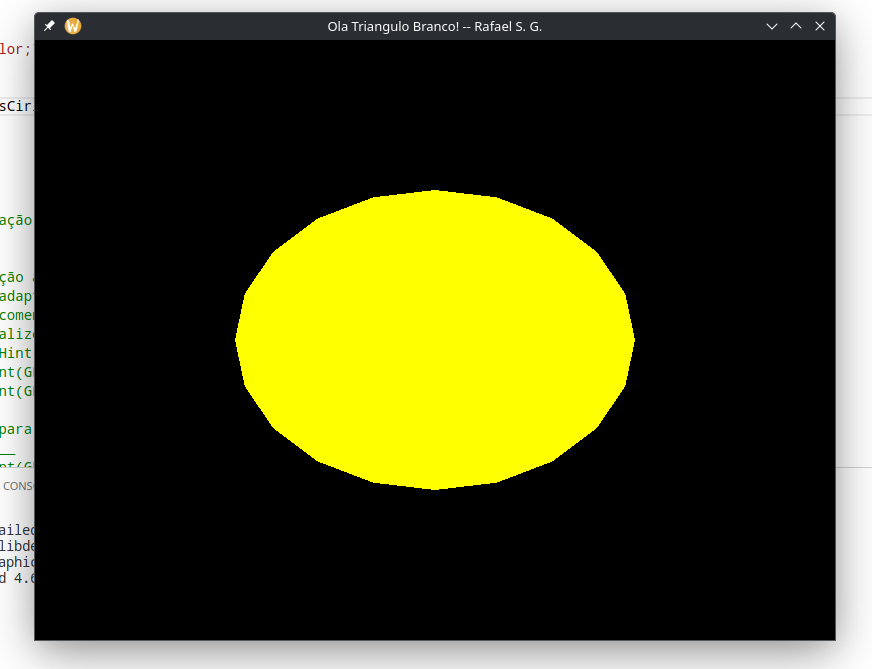 Ola Triangulo Branco! -- Rafael S. G.
lor;
sCir
ação
ção a
adap
comen
aliz
Hint
nt(G
nt(G
para
nt(G
CONS
ailed
libde
aphic
d 4.6